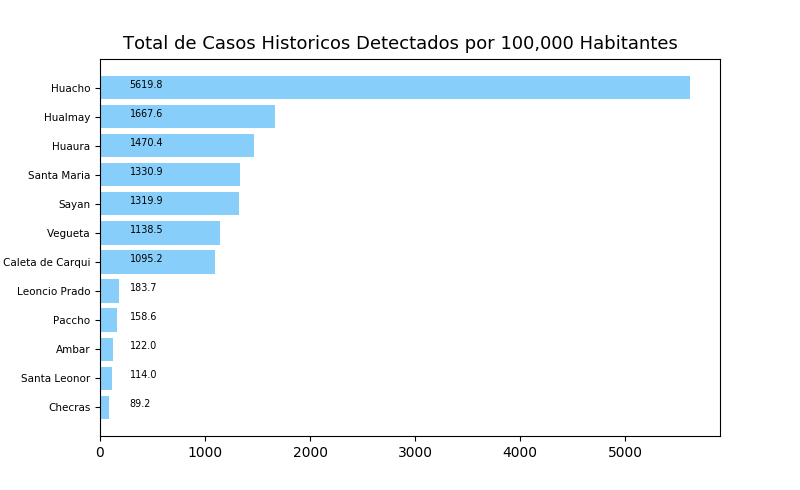 Total de Casos Historicos Detectados por 100,000 Habitantes
Huacho 5619.8
Hualmay 1667.6
Huaura 1470.4
Santa Maria 1330.9
Sayan 1319.9
Vegueta 1138.5
Caleta de Carqui 1095.2
Leoncio Prado 183.7
Paccho 158.6
Ambar 122.0
Santa Leonor 114.0
Checras 89.2
0 1000 2000 3000 4000 5000